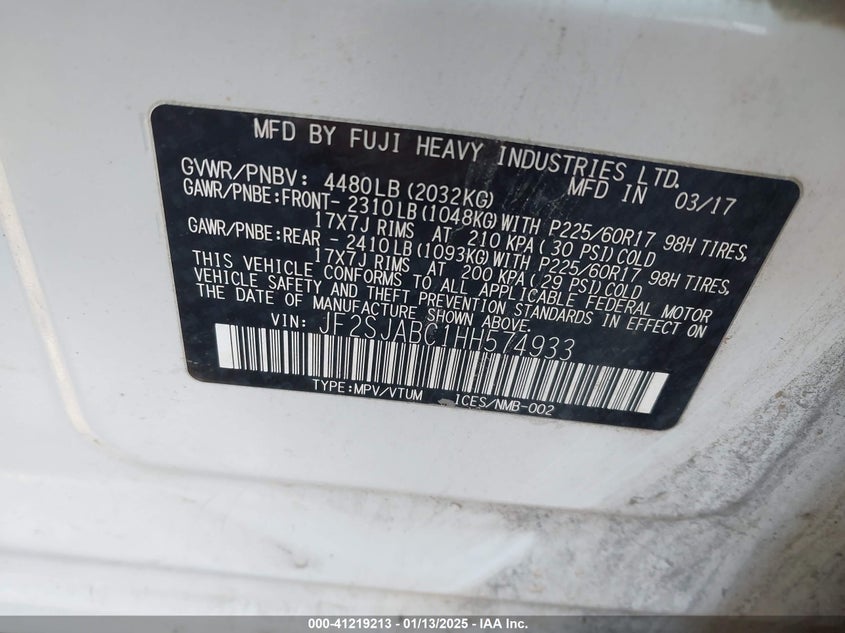 MFD BY FUJI HEAVY INDUSTRIES LTD.
GVWR/PNBV: 4480LB (2032KG) MFD IN 03/17
GAWR/PNBE:FRONT- 2310LB (1048KG) WITH P225/60R17 98H TIRES,
17X7J RIMS AT 210 KPA (30 PSI) COLD
GAWR/PNBE:REAR - 2410LB (1093KG) WITH P225/60R17 98H TIRES,
17X7J RIMS AT 200 KPA (29 PSI) COLD
THIS VEHICLE CONFORMS TO ALL APPLICABLE FEDERAL MOTOR
VEHICLE SAFETY AND THEFT PREVENTION STANDARDS IN EFFECT ON
THE DATE OF MANUFACTURE SHOWN ABOVE.
VIN: JF2SJABC1HH574933
TYPE:MPV/VTUM ICES/NMB-002
000-41219213 - 01/13/2025 - IAA Inc.